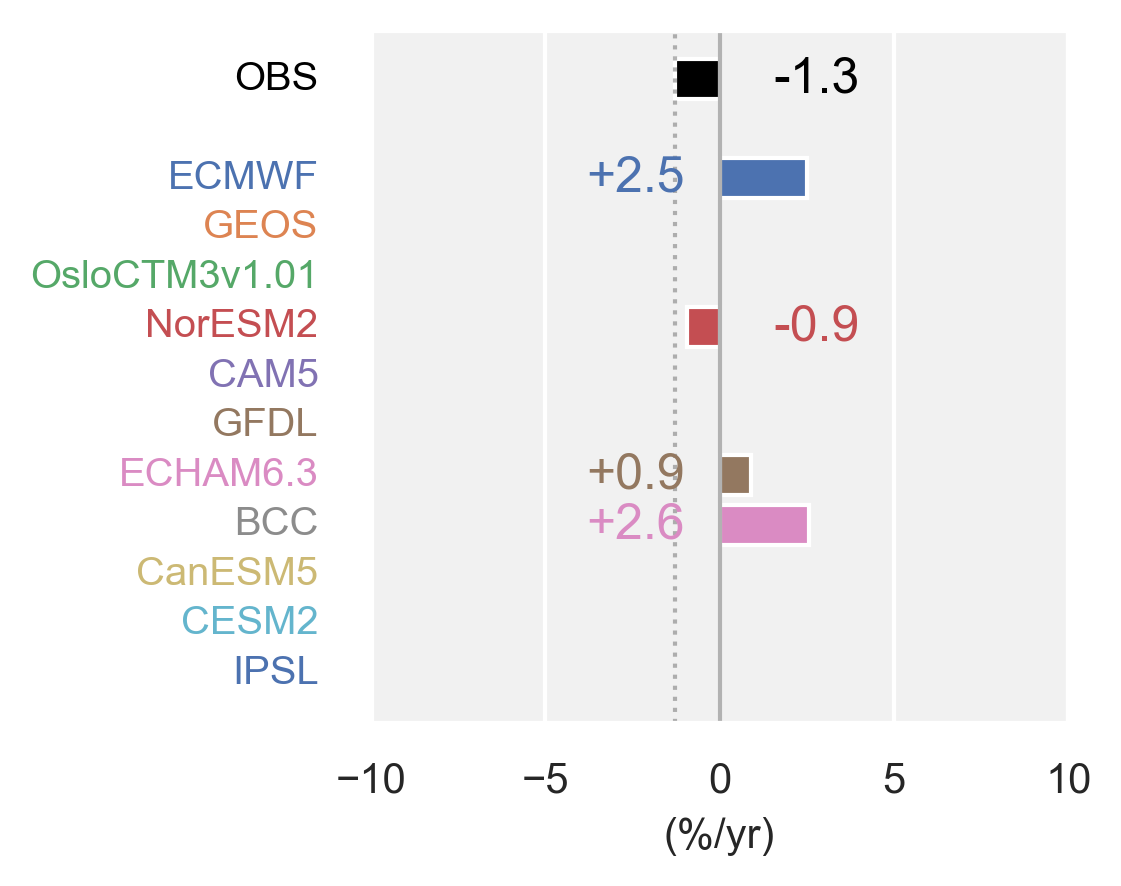 OBS -1.3
ECMWF +2.5
GEOS
OsloCTM3v1.01
NorESM2 -0.9
CAM5
GFDL
ECHAM6.3 +0.9
BCC +2.6
CanESM5
CESM2
IPSL
−10 −5 0 5 10
(%/yr)